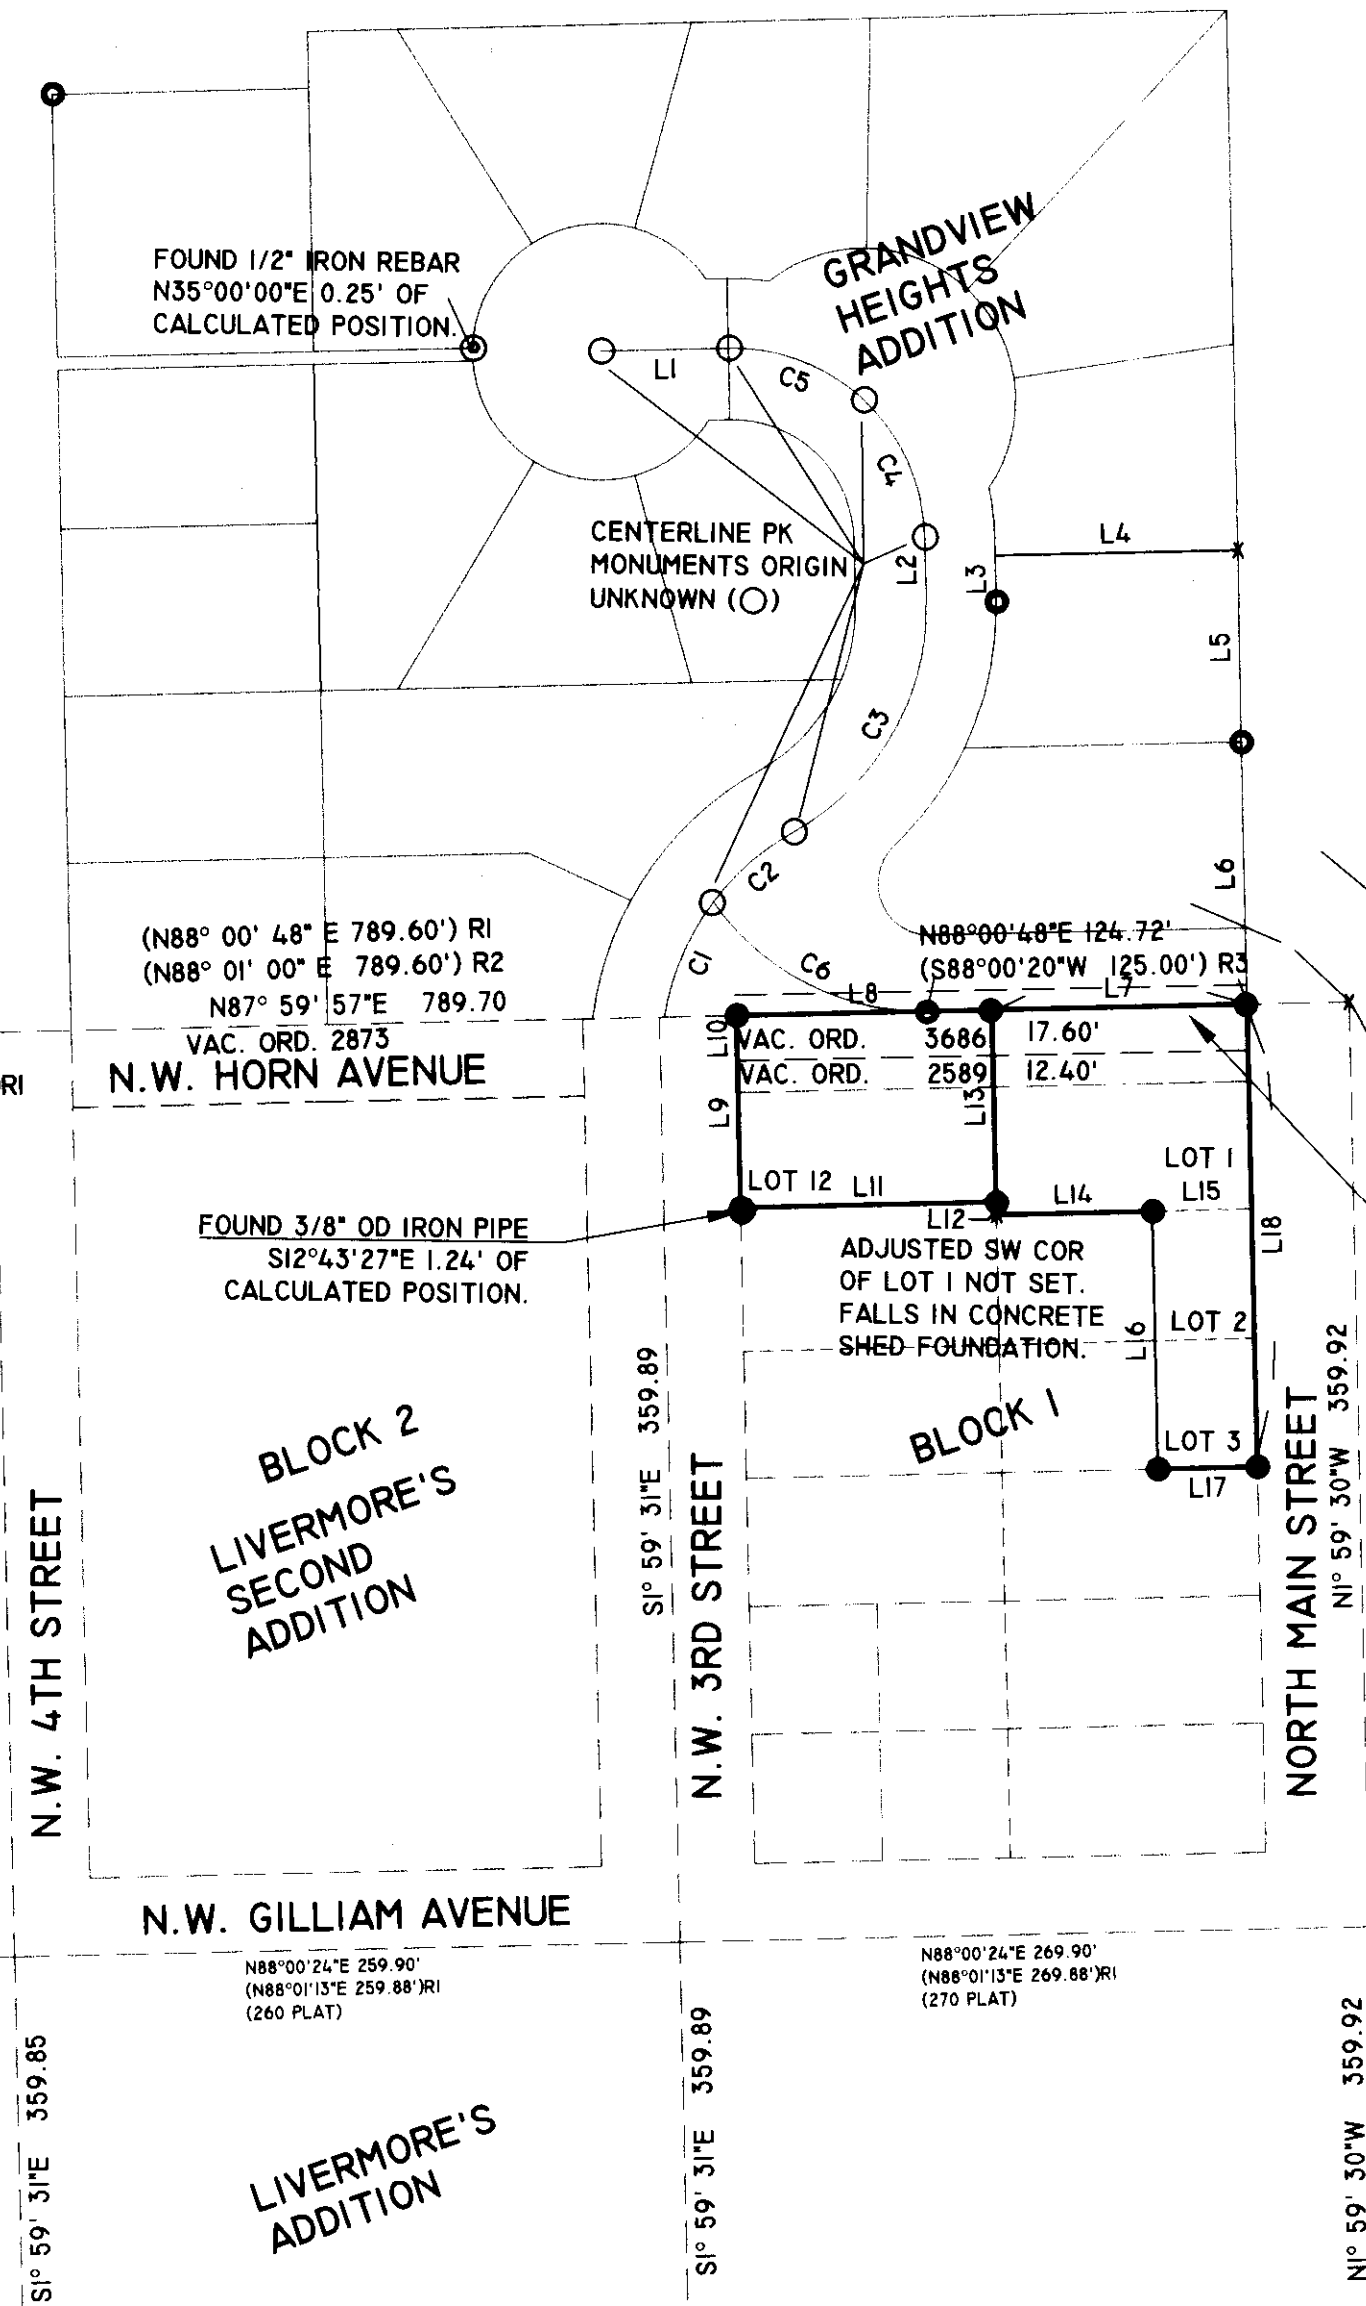 GRANDVIEW
HEIGHTS
ADDITION
FOUND 1/2" IRON REBAR
N35°00'00"E 0.25' OF
CALCULATED POSITION.
L1
C5
C4
CENTERLINE PK
MONUMENTS ORIGIN
UNKNOWN (○)
L2
L3
L4
L5
C3
C2
L6
(N88° 00' 48" E 789.60') R1
(N88° 01' 00" E 789.60') R2
N87° 59' 57"E 789.70
VAC. ORD. 2873
N.W. HORN AVENUE
R1
C1
C6
N88°00'48"E 124.72'
(S88°00'20"W 125.00') R3
L8
L7
L10
VAC. ORD. 3686 17.60'
VAC. ORD. 2589 12.40'
L9
L13
LOT 1
LOT 12
L11
L14
L15
L12
L18
FOUND 3/8" OD IRON PIPE
S12°43'27"E 1.24' OF
CALCULATED POSITION.
ADJUSTED SW COR
OF LOT 1 NOT SET.
FALLS IN CONCRETE
SHED FOUNDATION.
L16
LOT 2
S1° 59' 31"E 359.89
N1° 59' 30"W 359.92
BLOCK 2
LIVERMORE'S
SECOND
ADDITION
BLOCK 1
LOT 3
L17
N.W. 4TH STREET
N.W. 3RD STREET
NORTH MAIN STREET
N.W. GILLIAM AVENUE
N88°00'24"E 259.90'
(N88°01'13"E 259.88')R1
(260 PLAT)
N88°00'24"E 269.90'
(N88°01'13"E 269.88')R1
(270 PLAT)
S1° 59' 31"E 359.85
S1° 59' 31"E 359.89
N1° 59' 30"W 359.92
LIVERMORE'S
ADDITION